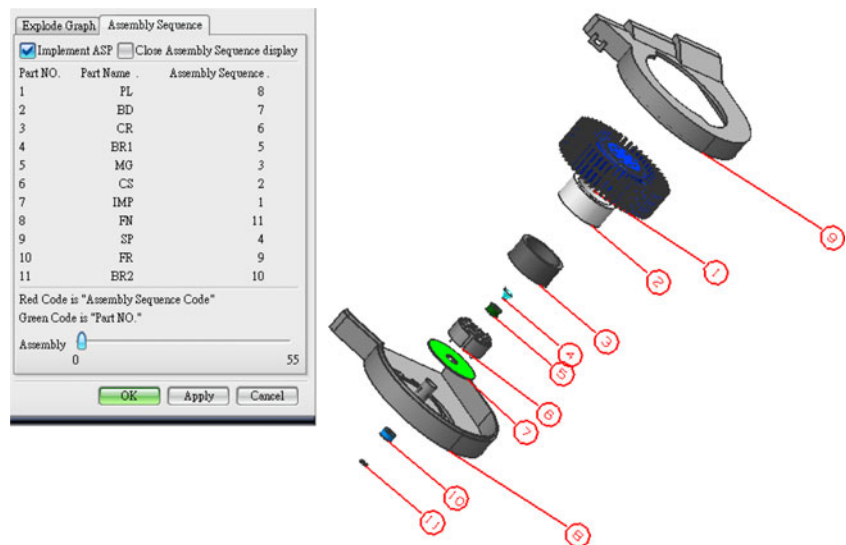 Explode Graph Assembly Sequence
Implement ASP Close Assembly Sequence display
Part NO. Part Name . Assembly Sequence .
1 PL 8
2 BD 7
3 CR 6
4 BR1 5
5 MG 3
6 CS 2
7 IMP 1
8 FN 11
9 SP 4
10 FR 9
11 BR2 10
Red Code is "Assembly Sequence Code"
Green Code is "Part NO."
Assembly
0 55
OK Apply Cancel
9
1
2
3
4
5
6
7
10
11
8